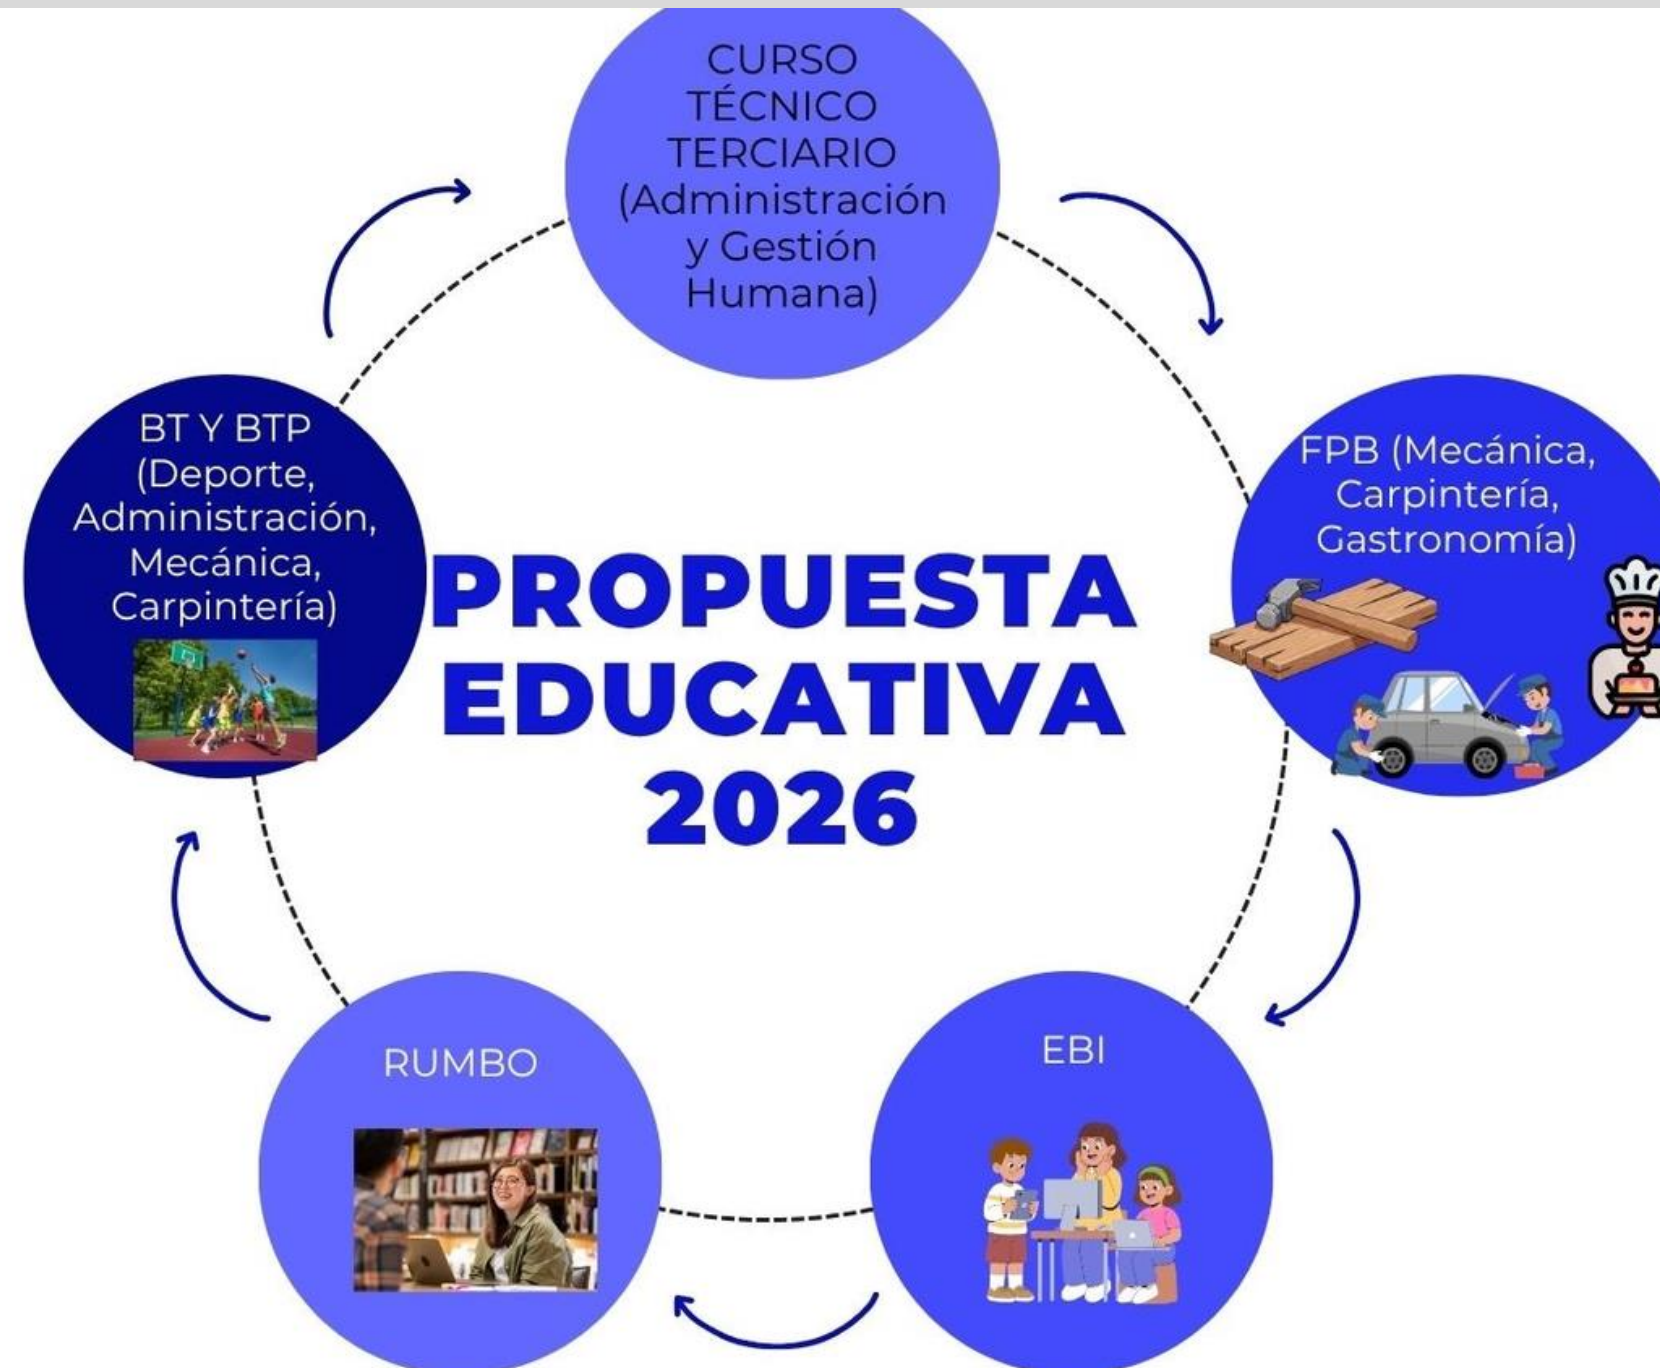 CURSO
TÉCNICO
TERCIARIO
(Administración
y Gestión
Humana)
BT Y BTP
(Deporte,
Administración,
Mecánica,
Carpintería)
FPB (Mecánica,
Carpintería,
Gastronomía)
PROPUESTA
EDUCATIVA
2026
RUMBO
EBI